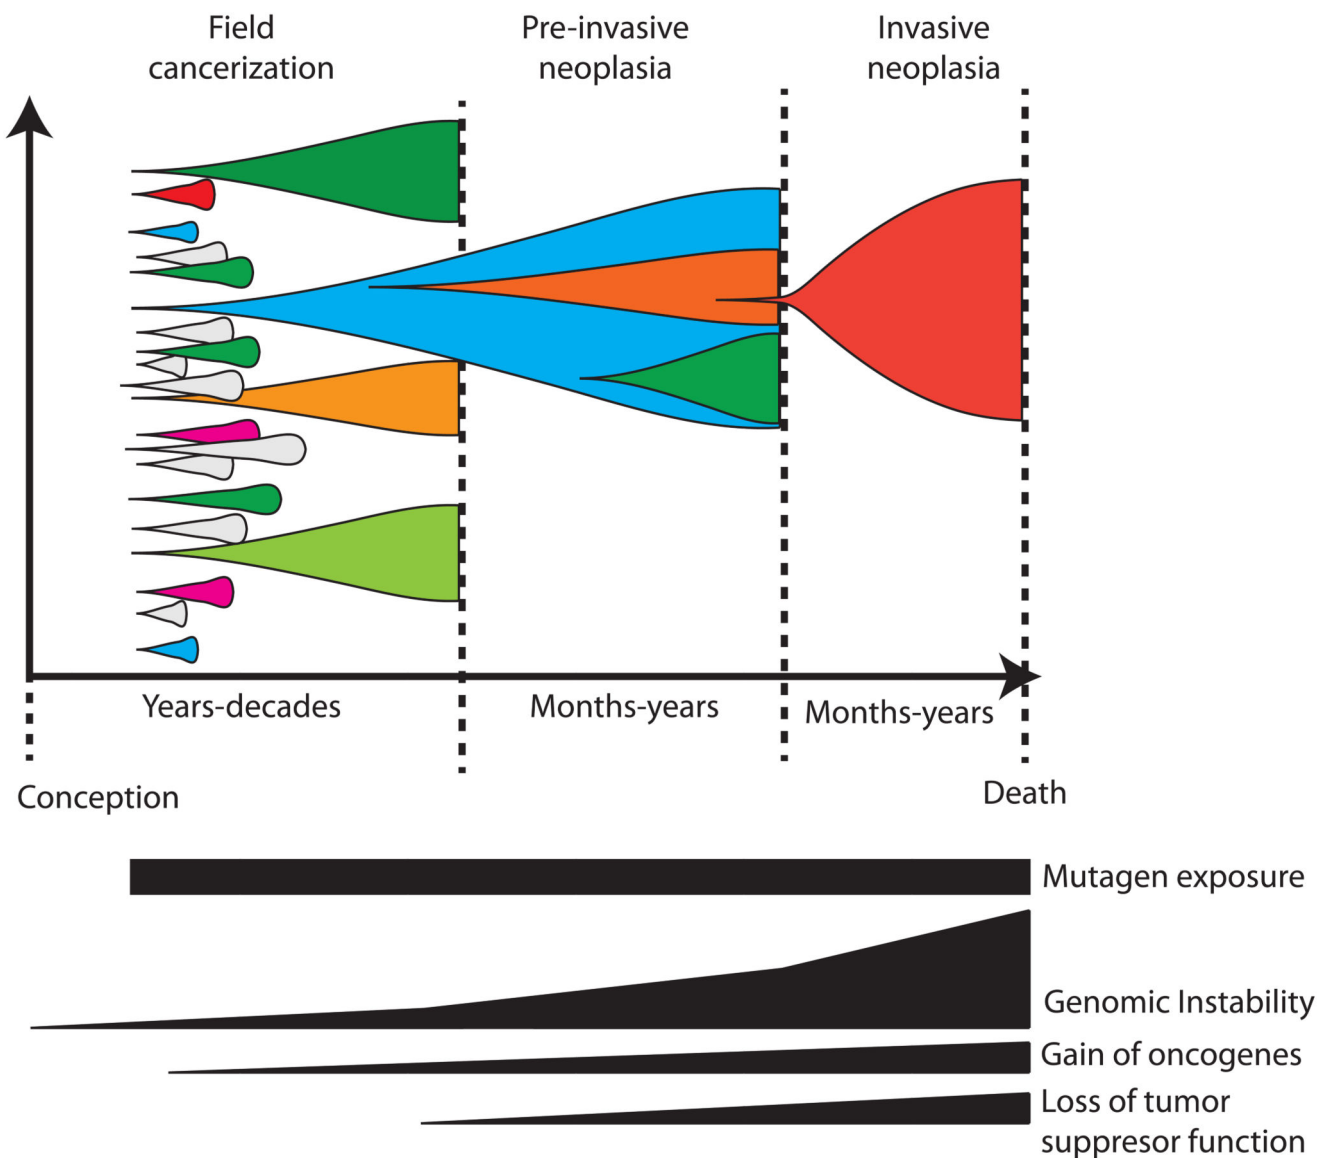 Field
cancerization
Pre-invasive
neoplasia
Invasive
neoplasia
Years-decades
Months-years
Months-years
Conception
Death
Mutagen exposure
Genomic Instability
Gain of oncogenes
Loss of tumor
suppresor function